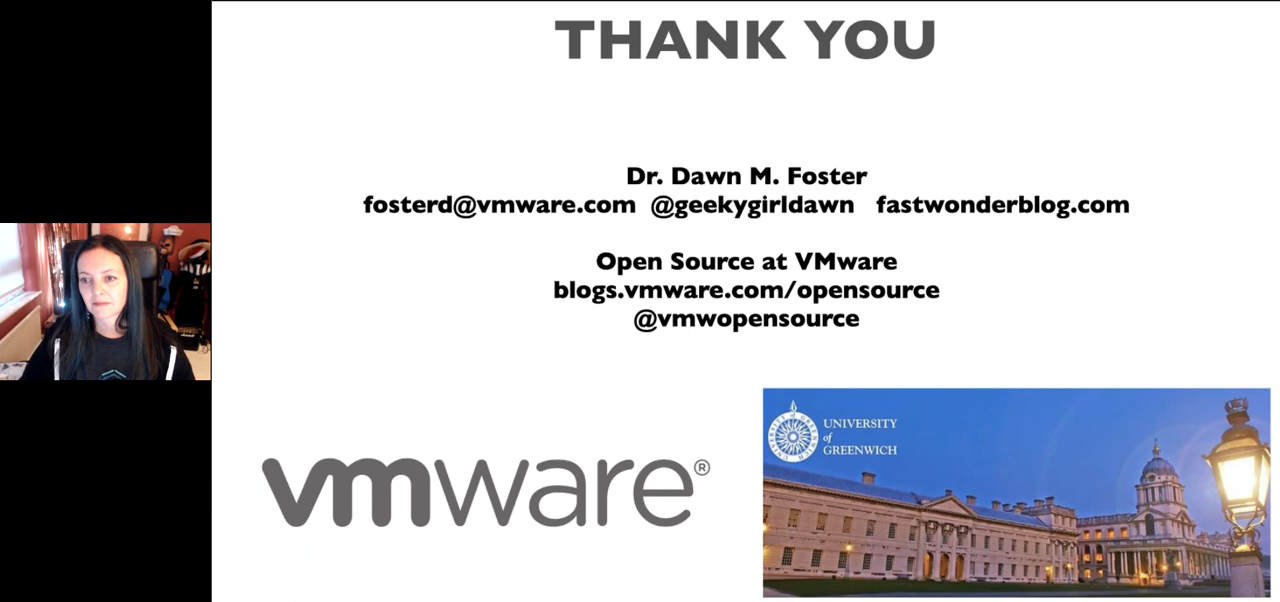 THANK YOU
Dr. Dawn M. Foster
fosterd@vmware.com @geekygirldawn fastwonderblog.com
Open Source at VMware
blogs.vmware.com/opensource
@vmwopensource
vmware®
UNIVERSITY
of
GREENWICH